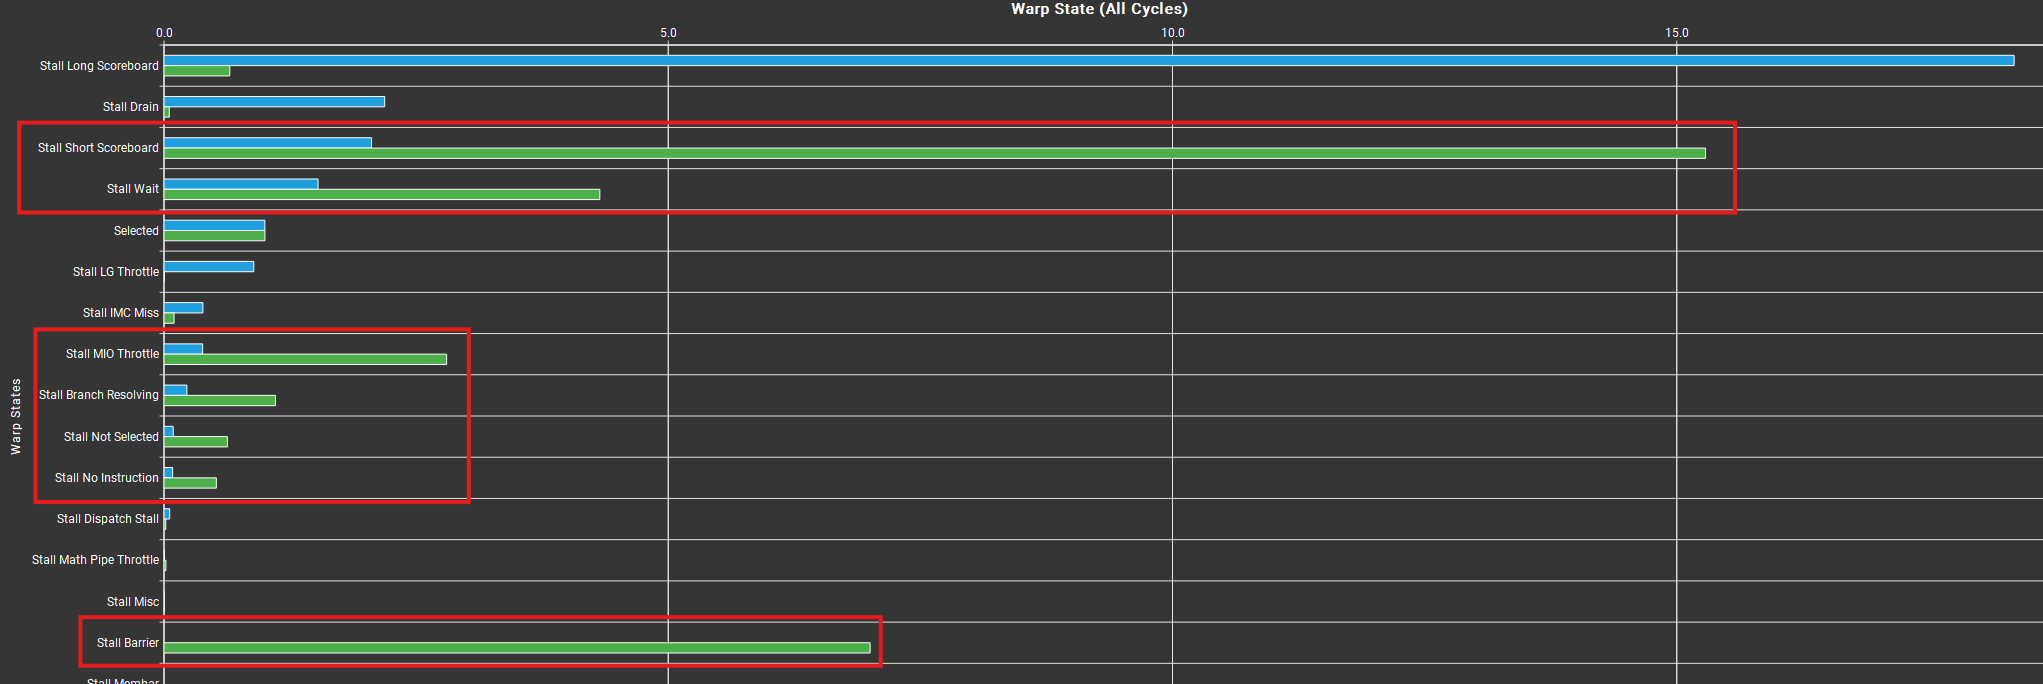 Warp State (All Cycles)
0.0 5.0 10.0 15.0
Stall Long Scoreboard
Stall Drain
Stall Short Scoreboard
Stall Wait
Selected
Stall LG Throttle
Stall IMC Miss
Stall MIO Throttle
Stall Branch Resolving
Stall Not Selected
Stall No Instruction
Stall Dispatch Stall
Stall Math Pipe Throttle
Stall Misc
Stall Barrier
Stall Membar
Warp States